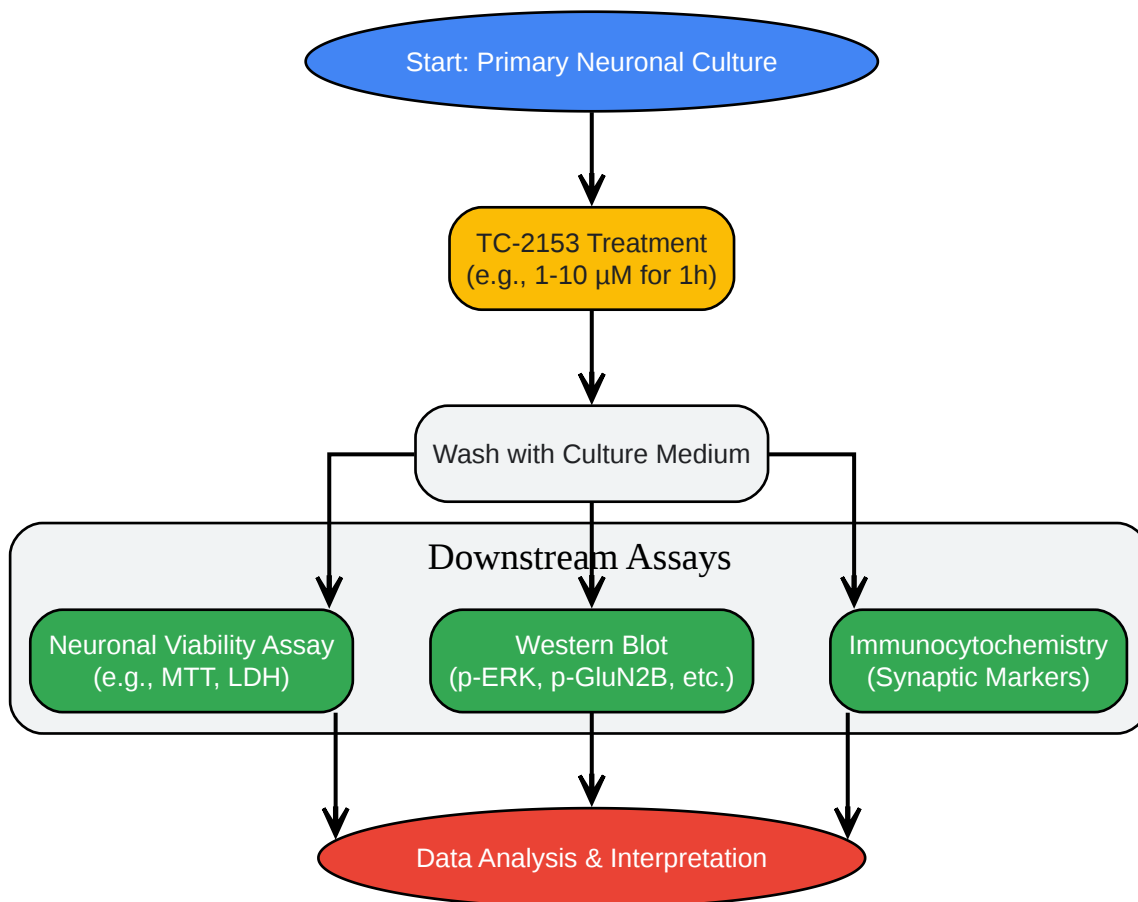 Start: Primary Neuronal Culture
TC-2153 Treatment
(e.g., 1-10 µM for 1h)
Wash with Culture Medium
Downstream Assays
Neuronal Viability Assay
(e.g., MTT, LDH)
Western Blot
(p-ERK, p-GluN2B, etc.)
Immunocytochemistry
(Synaptic Markers)
Data Analysis & Interpretation